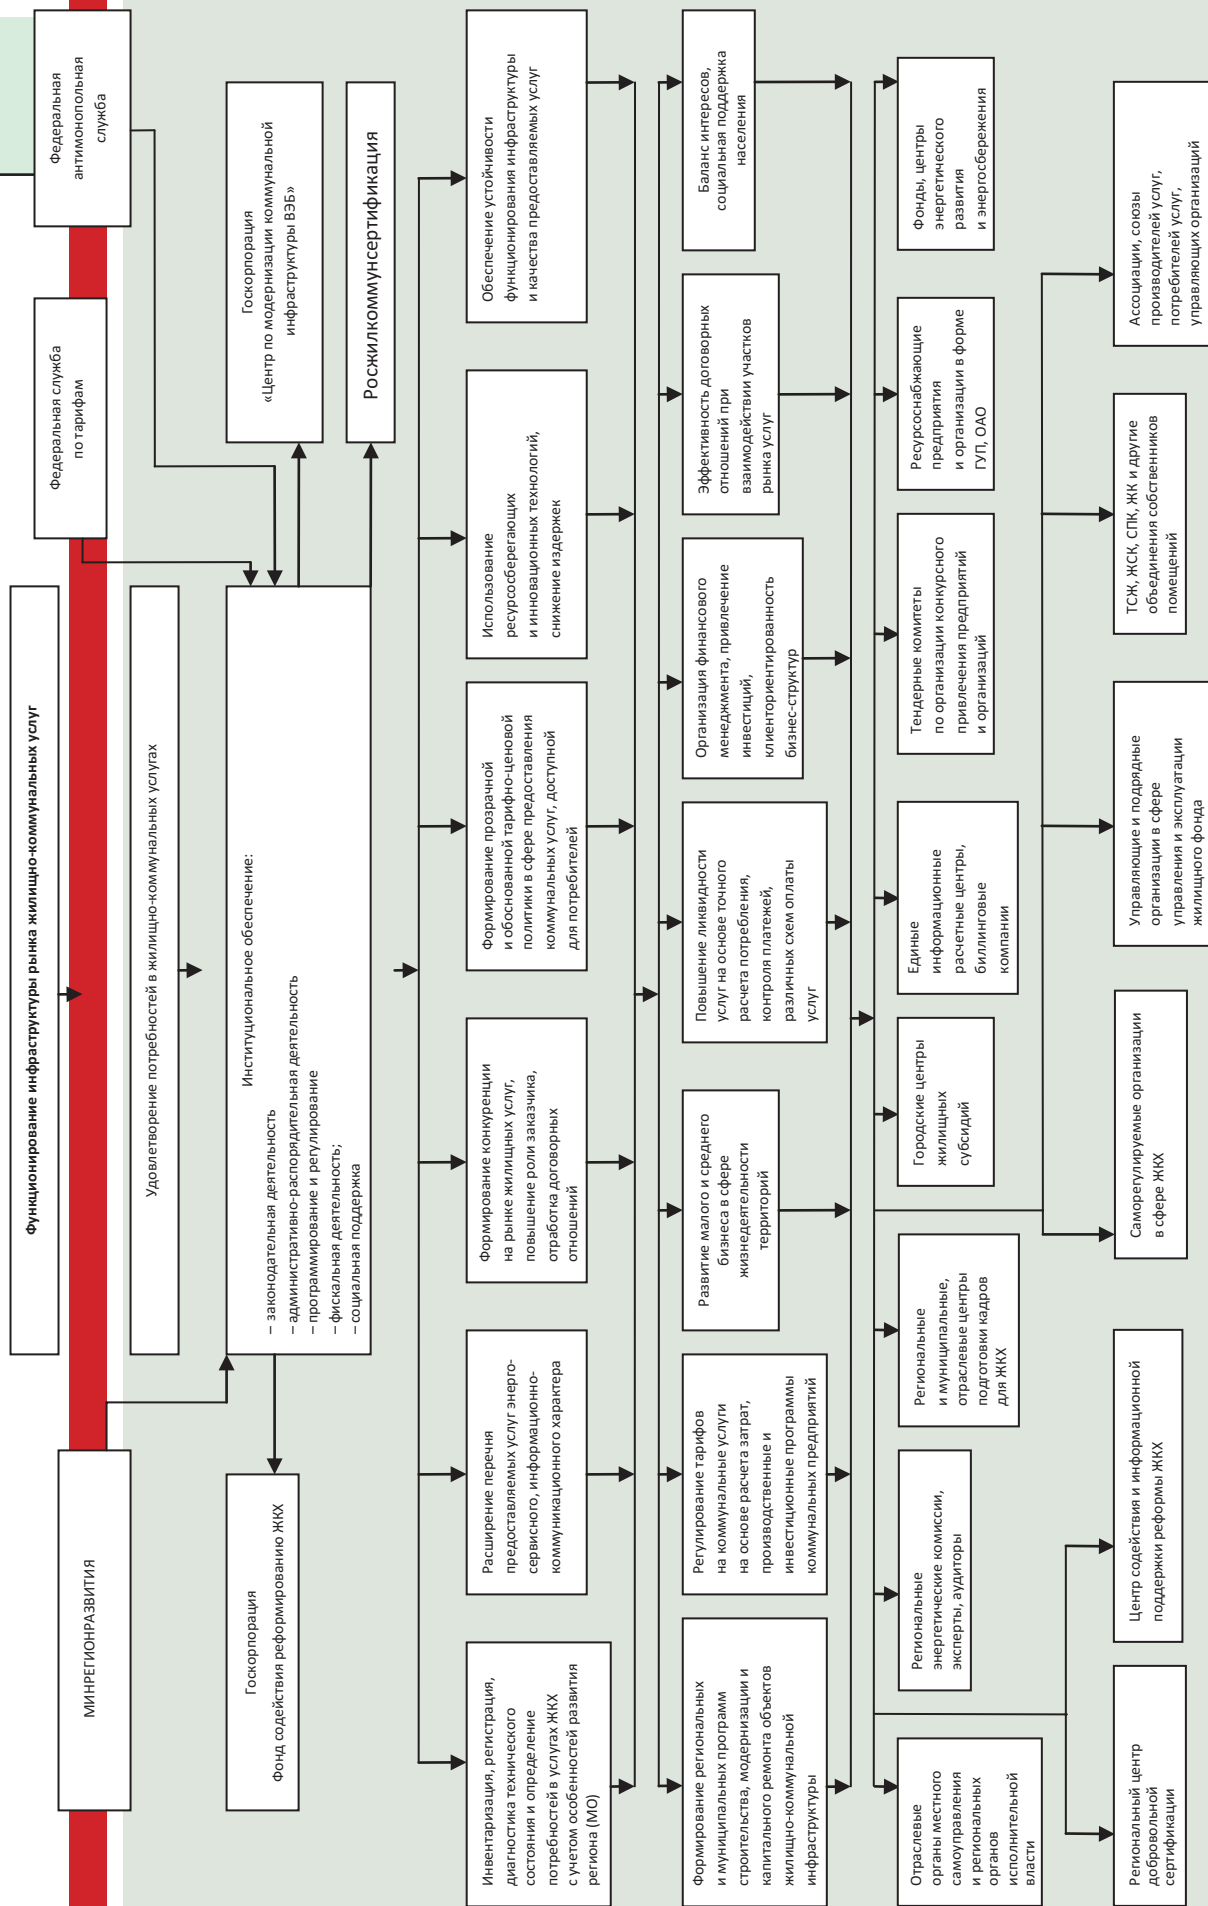 Функционирование инфраструктуры рынка жилищно-коммунальных услуг
МИНРЕГИОНРАЗВИТИЯ
Федеральная служба
по тарифам
Федеральная
антимонопольная
служба
Удовлетворение потребностей в жилищно-коммунальных услугах
Госкорпорация
Фонд содействия реформированию ЖКХ
Институциональное обеспечение:
– законодательная деятельность
– административно-распорядительная деятельность
– программирование и регулирование
– фискальная деятельность;
– социальная поддержка
Госкорпорация
«Центр по модернизации коммунальной
инфраструктуры ВЭБ»
Росжилкоммунсертификация
Инвентаризация, регистрация,
диагностика технического
состояния и определение
потребностей в услугах ЖКХ
с учетом особенностей развития
региона (МО)
Расширение перечня
предоставляемых услуг энерго-
сервисно, информационно-
коммуникационного характера
Формирование конкуренции
на рынке жилищных услуг,
повышение роли заказчика,
отработка договорных
отношений
Формирование прозрачной
и обоснованной тарифно-ценовой
политики в сфере предоставления
коммунальных услуг, доступной
для потребителей
Использование
ресурсосберегающих
и инновационных технологий,
снижение издержек
Обеспечение устойчивости
функционирования инфраструктуры
и качества предоставляемых услуг
Формирование региональных
и муниципальных программ
строительства, модернизации и
капитального ремонта объектов
жилищно-коммунальной
инфраструктуры
Регулирование тарифов
на коммунальные услуги
на основе расчета затрат,
производственные и
инвестиционные программы
коммунальных предприятий
Развитие малого и среднего
бизнеса в сфере
жизнедеятельности
территорий
Повышение ликвидности
услуг на основе точного
расчета потребления,
контроля платежей,
различных схем оплаты
услуг
Организация финансового
менеджмента, привлечение
инвестиций,
клиенториентированность
бизнес-структур
Эффективность договорных
отношений при
взаимодействии участков
рынка услуг
Баланс интересов,
социальная поддержка
населения
Отраслевые
органы местного
самоуправления
и региональных
органов
исполнительной
власти
Региональные
энергетические комиссии,
эксперты, аудиторы
Региональные
и муниципальные,
отраслевые центры
подготовки кадров
для ЖКХ
Городские центры
жилищных
субсидий
Единые
информационные
расчетные центры,
биллинговые
компании
Тендерные комитеты
по организации конкурсного
привлечения предприятий
и организаций
Ресурсоснабжающие
предприятия
и организации в форме
ГУП, ОАО
Фонды, центры
энергетического
развития
и энергосбережения
Региональный центр
добровольной
сертификации
Центр содействия и информационной
поддержки реформы ЖКХ
Саморегулируемые организации
в сфере ЖКХ
Управляющие и подрядные
организации в сфере
управления и эксплуатации
жилищного фонда
ТСЖ, ЖСК, СПК, ЖК и другие
объединения собственников
помещений
Ассоциации, союзы
производителей услуг,
потребителей услуг,
управляющих организаций